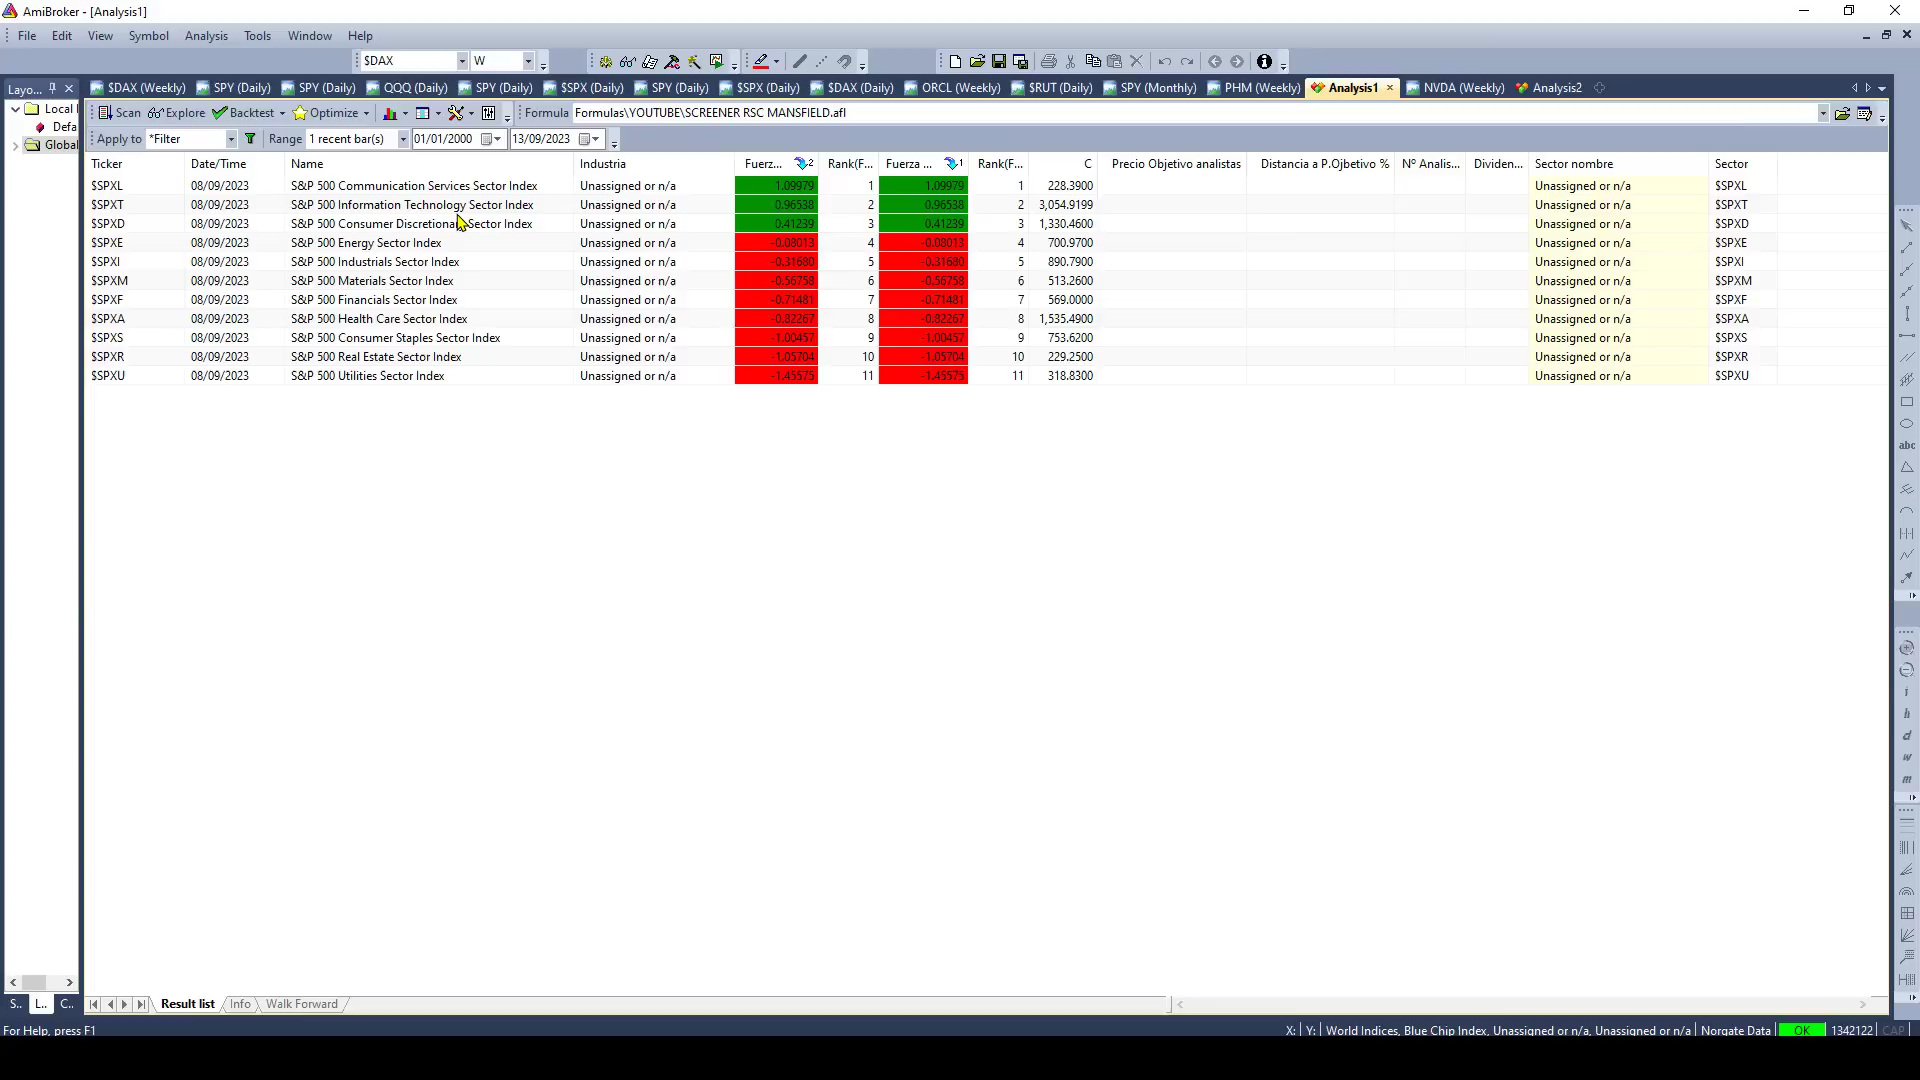 AmiBroker - [Analysis1]
File Edit View Symbol Analysis Tools Window Help
$DAX W
Layo... $DAX (Weekly) SPY (Daily) SPY (Daily) QQQ (Daily) SPY (Daily) $SPX (Daily) SPY (Daily) $SPX (Daily) $DAX (Daily) ORCL (Weekly) $RUT (Daily) SPY (Monthly) PHM (Weekly) Analysis1 NVDA (Weekly) Analysis2
Local
Defa
Global
Scan Explore Backtest Optimize Formula Formulas\YOUTUBE\SCREENER RSC MANSFIELD.afl
Apply to *Filter Range 1 recent bar(s) 01/01/2000 13/09/2023
Ticker Date/Time Name Industria Fuerz... 2 Rank(F... Fuerza ... 1 Rank(F... C Precio Objetivo analistas Distancia a P.Ojbetivo % Nº Analis... Dividen... Sector nombre Sector
$SPXL 08/09/2023 S&P 500 Communication Services Sector Index Unassigned or n/a 1.09979 1 1.09979 1 228.3900 Unassigned or n/a $SPXL
$SPXT 08/09/2023 S&P 500 Information Technology Sector Index Unassigned or n/a 0.96538 2 0.96538 2 3,054.9199 Unassigned or n/a $SPXT
$SPXD 08/09/2023 S&P 500 Consumer Discretionary Sector Index Unassigned or n/a 0.41239 3 0.41239 3 1,330.4600 Unassigned or n/a $SPXD
$SPXE 08/09/2023 S&P 500 Energy Sector Index Unassigned or n/a -0.08013 4 -0.08013 4 700.9700 Unassigned or n/a $SPXE
$SPXI 08/09/2023 S&P 500 Industrials Sector Index Unassigned or n/a -0.31680 5 -0.31680 5 890.7900 Unassigned or n/a $SPXI
$SPXM 08/09/2023 S&P 500 Materials Sector Index Unassigned or n/a -0.56758 6 -0.56758 6 513.2600 Unassigned or n/a $SPXM
$SPXF 08/09/2023 S&P 500 Financials Sector Index Unassigned or n/a -0.71481 7 -0.71481 7 569.0000 Unassigned or n/a $SPXF
$SPXA 08/09/2023 S&P 500 Health Care Sector Index Unassigned or n/a -0.82267 8 -0.82267 8 1,535.4900 Unassigned or n/a $SPXA
$SPXS 08/09/2023 S&P 500 Consumer Staples Sector Index Unassigned or n/a -1.00457 9 -1.00457 9 753.6200 Unassigned or n/a $SPXS
$SPXR 08/09/2023 S&P 500 Real Estate Sector Index Unassigned or n/a -1.05704 10 -1.05704 10 229.2500 Unassigned or n/a $SPXR
$SPXU 08/09/2023 S&P 500 Utilities Sector Index Unassigned or n/a -1.45575 11 -1.45575 11 318.8300 Unassigned or n/a $SPXU
abc
i
h
d
w
m
S.. L.. C.. Result list Info Walk Forward
For Help, press F1 X: Y: World Indices, Blue Chip Index, Unassigned or n/a, Unassigned or n/a Norgate Data OK 1342122 CAP